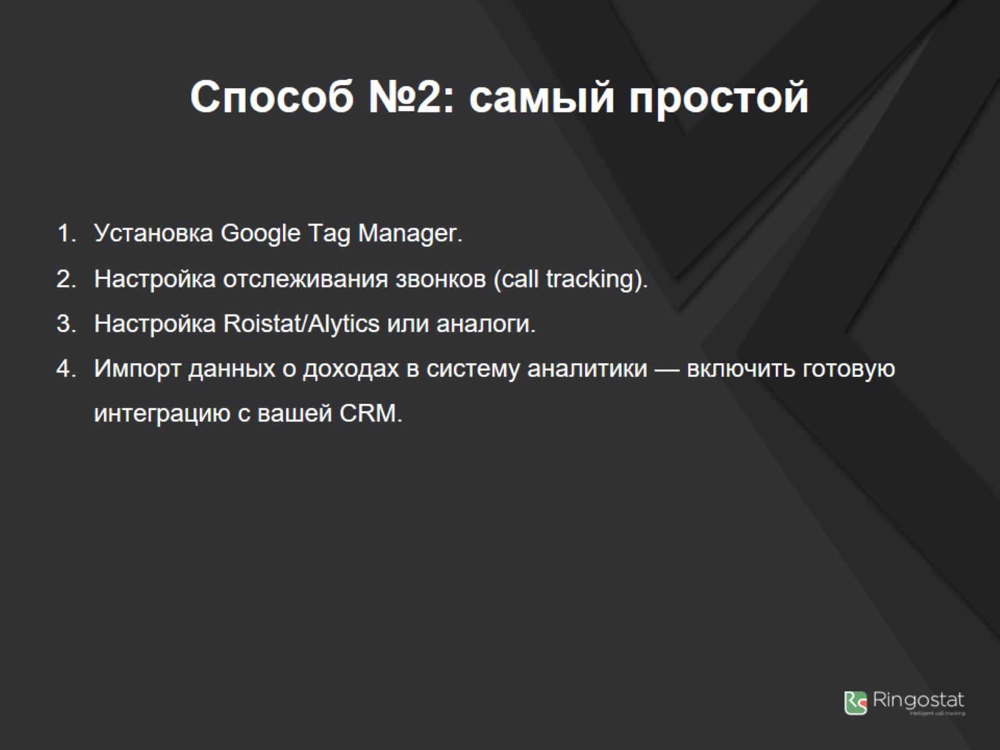 Способ №2: самый простой
1. Установка Google Tag Manager.
2. Настройка отслеживания звонков (call tracking).
3. Настройка Roistat/Alytics или аналоги.
4. Импорт данных о доходах в систему аналитики — включить готовую
интеграцию с вашей CRM.
Rs Ringostat
intelligent call tracking